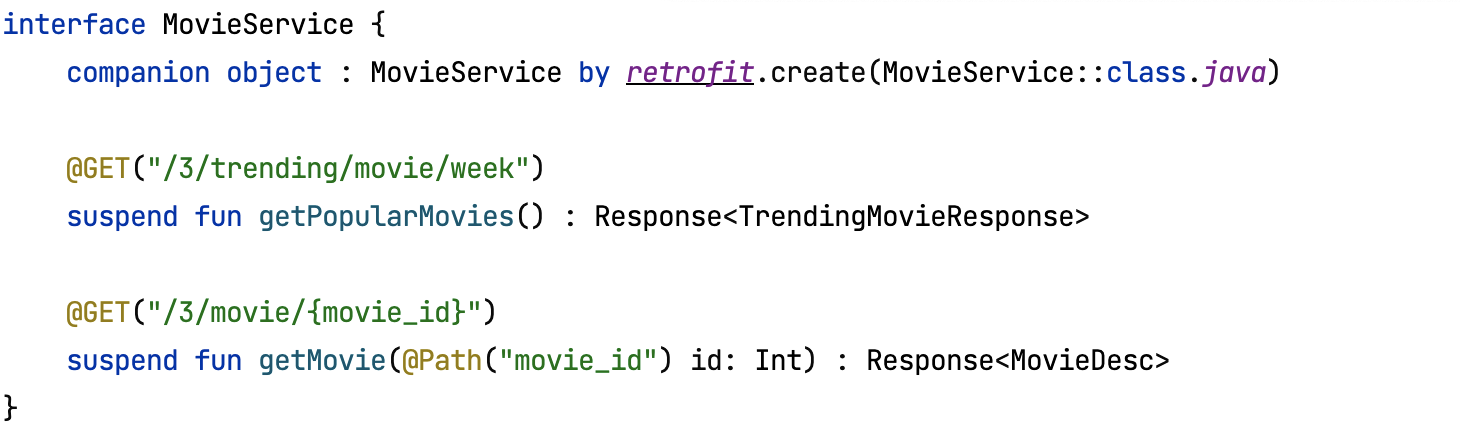 interface MovieService {
    companion object : MovieService by retrofit.create(MovieService::class.java)
    @GET("/3/trending/movie/week")
    suspend fun getPopularMovies() : Response<TrendingMovieResponse>
    @GET("/3/movie/{movie_id}")
    suspend fun getMovie(@Path("movie_id") id: Int) : Response<MovieDesc>
}